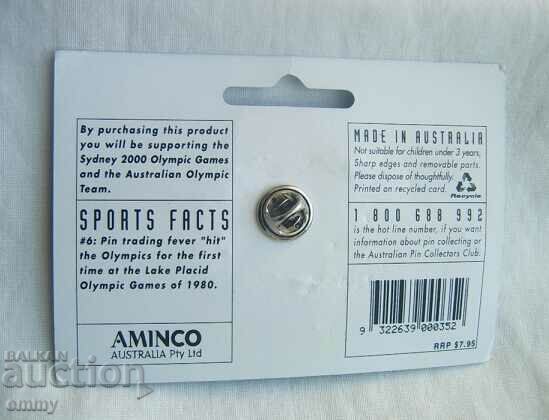 By purchasing this product
you will be supporting the
Sydney 2000 Olympic Games
and the Australian Olympic
Team.
SPORTS FACTS
#6: Pin trading fever "hit"
the Olympics for the first
time at the Lake Placid
Olympic Games of 1980.
AMINCO
AUSTRALIA Pty Ltd
MADE IN AUSTRALIA
Not suitable for children under 3 years,
Sharp edges and removable parts.
Please dispose of thoughtfully.
Printed on recycled card.
Recycle
1 800 688 992
is the hot line number, if you want
information about pin collecting or
the Australian Pin Collectors Club.
9 322639 000352
RRP $7.95
BALKAN
auction
ommy